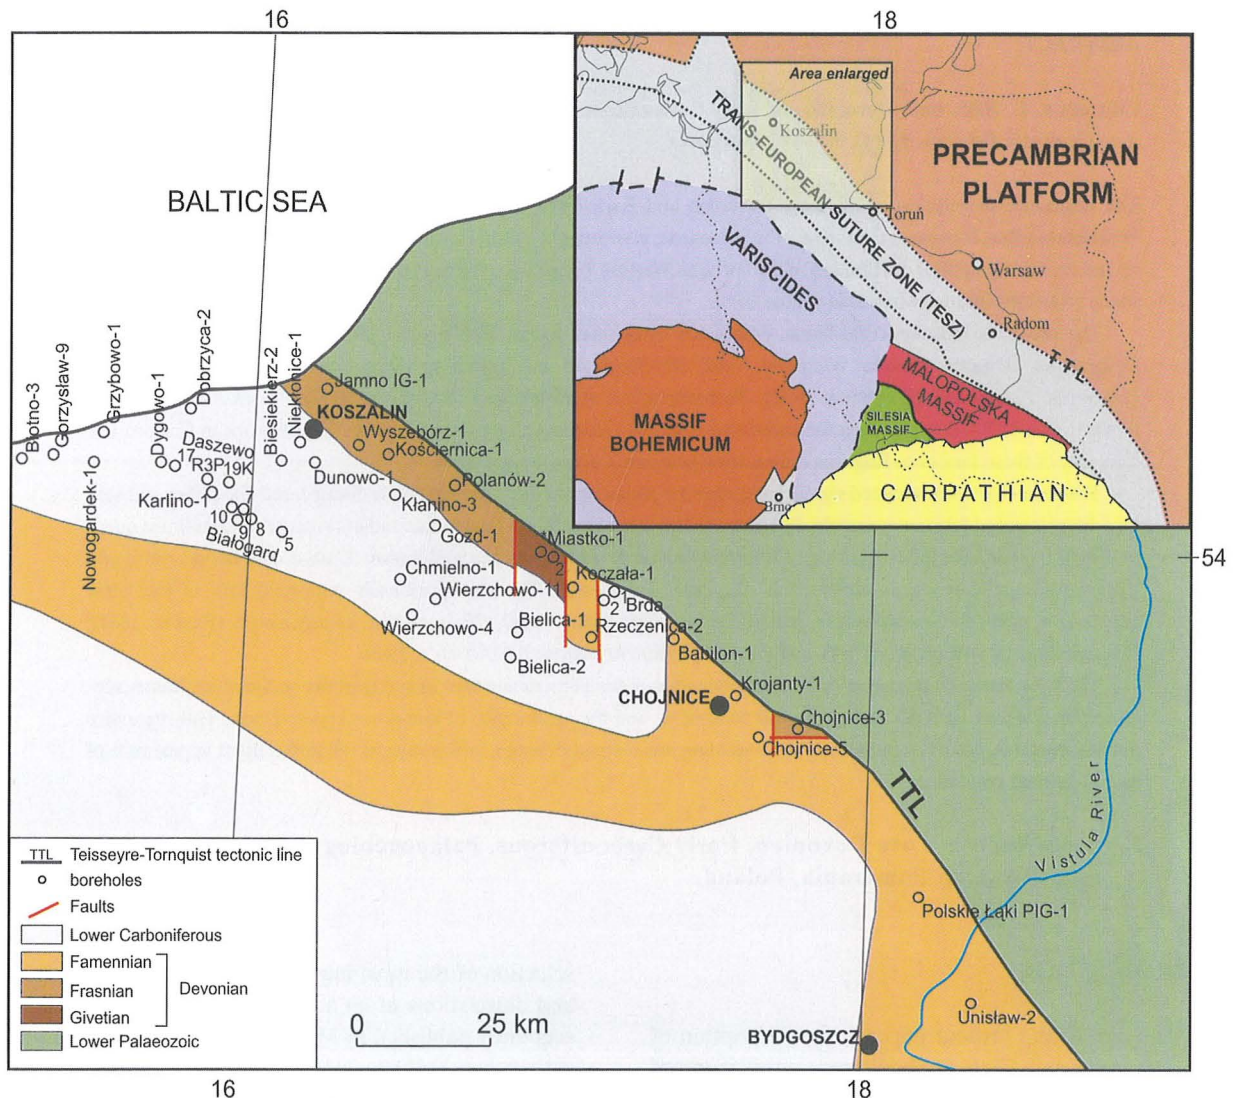 16
18
BALTIC SEA
Area enlarged
Koszalin
TRANS-EUROPEAN SUTURE ZONE (TESZ)
PRECAMBRIAN
PLATFORM
Toruń
Warsaw
Radom
TTL
VARISCIDES
MASSIF
BOHEMICUM
MALOPOLSKA
MASSIF
SILESIA
MASSIF
CARPATHIAN
Brno
Błotno-3
Gorzysław-9
Grzybowo-1
Dygowo-1
Dobrzyca-2
Biesiekierz-2
Niekłonice-1
Jamno IG-1
KOSZALIN
Daszewo
17
R3P19K
Karlino-1
7
10
9
8
5
Białogard
Nowogardek-1
Wyszebórz-1
Kościernica-1
Dunowo-1
Polanów-2
Kłanino-3
Gozd-1
Miastko-1
2
Chmielno-1
Koczała-1
Wierzchowo-11
1
2
Brda
Wierzchowo-4
Bielica-1
Rzeczenica-2
Bielica-2
Babilon-1
54
CHOJNICE
Krojanty-1
Chojnice-3
Chojnice-5
TTL
Vistula River
Polskie Łąki PIG-1
Unisław-2
BYDGOSZCZ
TTL Teisseyre-Tornquist tectonic line
boreholes
Faults
Lower Carboniferous
Famennian
Frasnian
Devonian
Givetian
Lower Palaeozoic
0 25 km
16
18